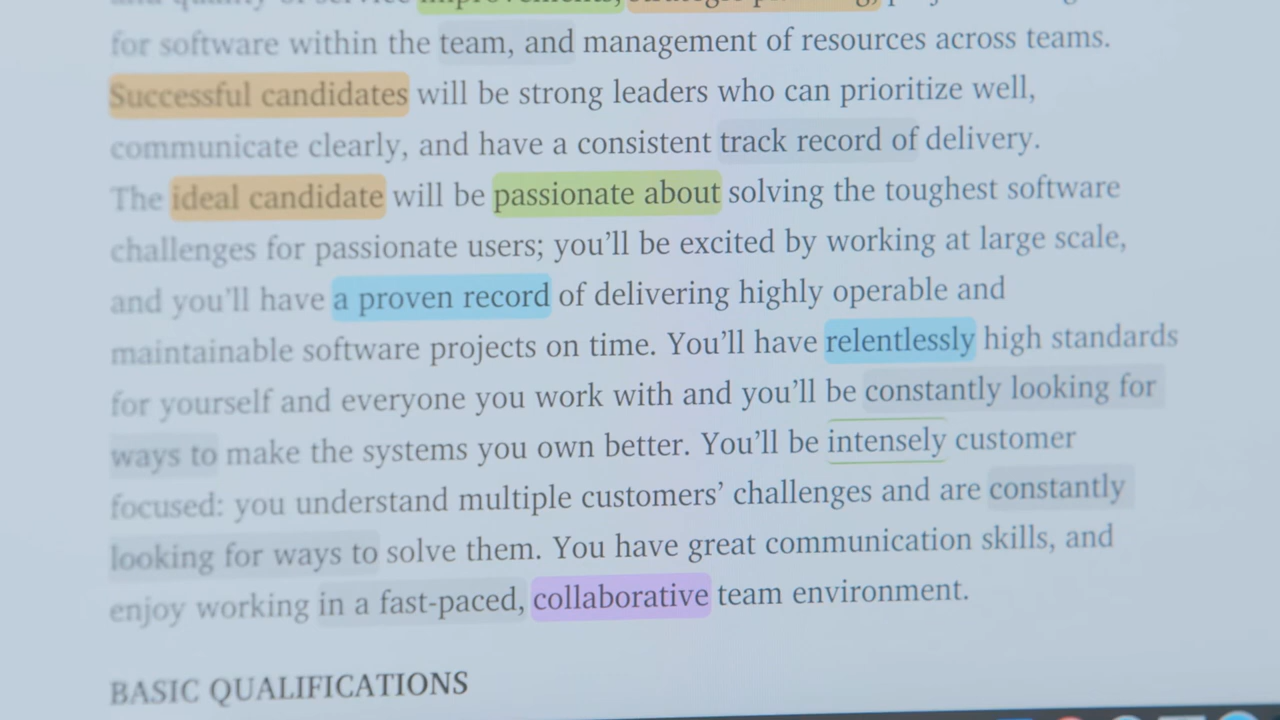 and quality of service improvements, strategic planning,
for software within the team, and management of resources across teams.
Successful candidates will be strong leaders who can prioritize well,
communicate clearly, and have a consistent track record of delivery.
The ideal candidate will be passionate about solving the toughest software
challenges for passionate users; you’ll be excited by working at large scale,
and you’ll have a proven record of delivering highly operable and
maintainable software projects on time. You’ll have relentlessly high standards
for yourself and everyone you work with and you’ll be constantly looking for
ways to make the systems you own better. You’ll be intensely customer
focused: you understand multiple customers’ challenges and are constantly
looking for ways to solve them. You have great communication skills, and
enjoy working in a fast-paced, collaborative team environment.
BASIC QUALIFICATIONS